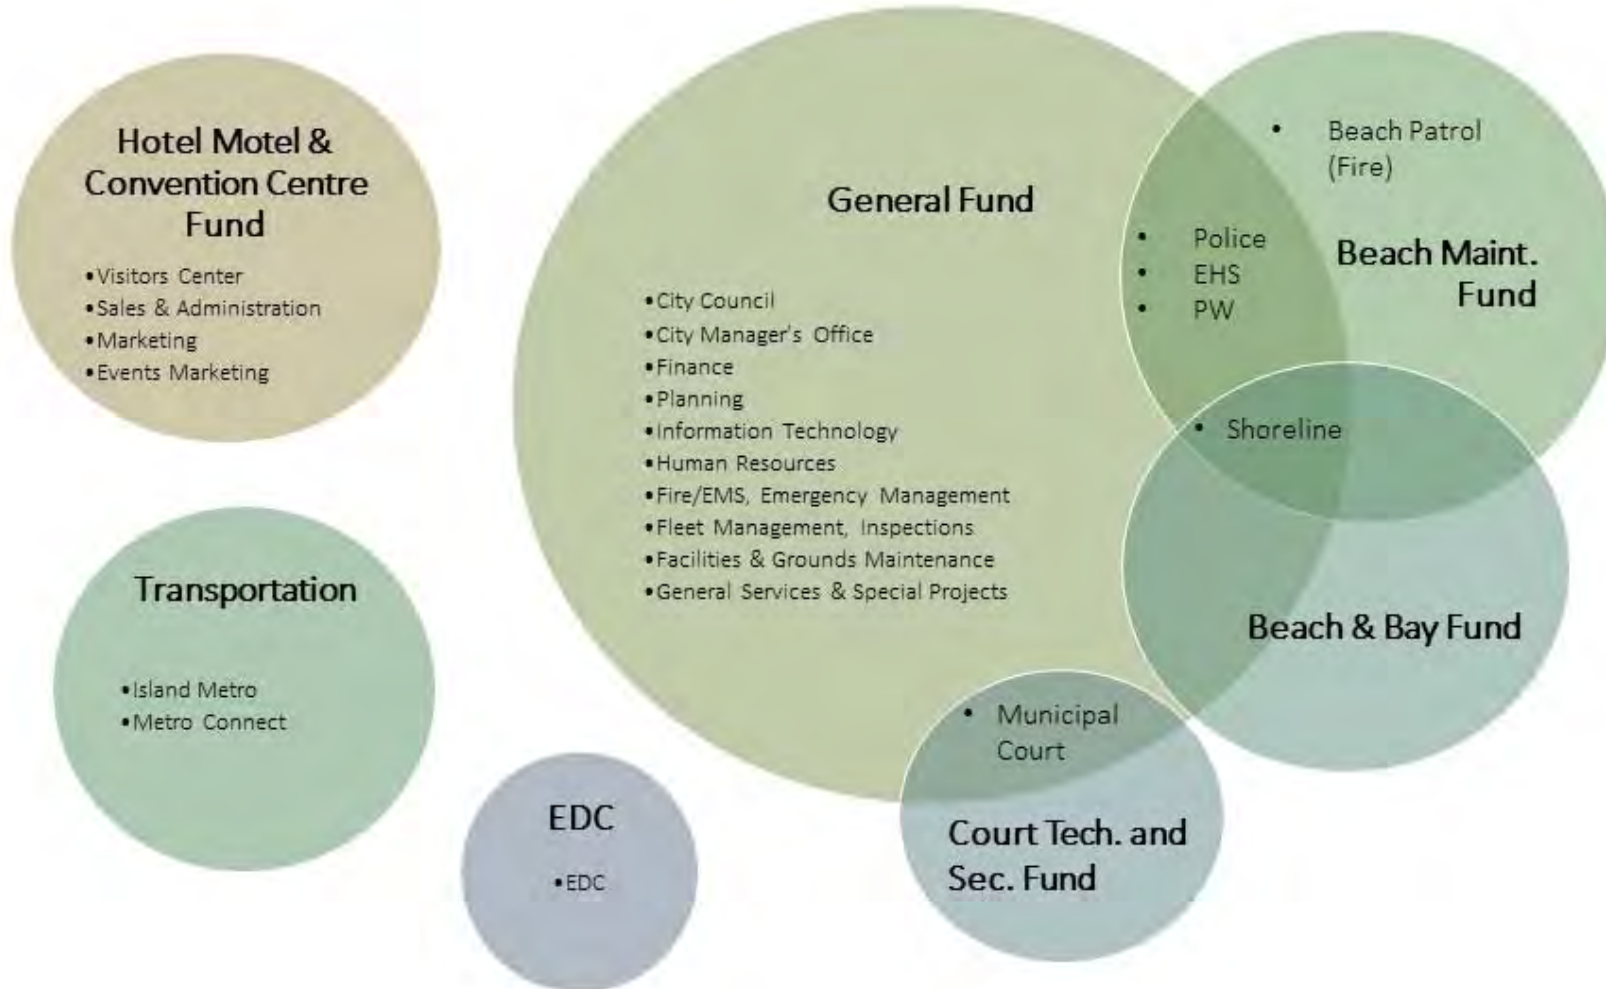 Hotel Motel &
Convention Centre
Fund
•Visitors Center
•Sales & Administration
•Marketing
•Events Marketing
Transportation
•Island Metro
•Metro Connect
EDC
•EDC
General Fund
•City Council
•City Manager's Office
•Finance
•Planning
•Information Technology
•Human Resources
•Fire/EMS, Emergency Management
•Fleet Management, Inspections
•Facilities & Grounds Maintenance
•General Services & Special Projects
• Police
• EHS
• PW
• Beach Patrol
(Fire)
Beach Maint.
Fund
• Shoreline
Beach & Bay Fund
• Municipal
Court
Court Tech. and
Sec. Fund